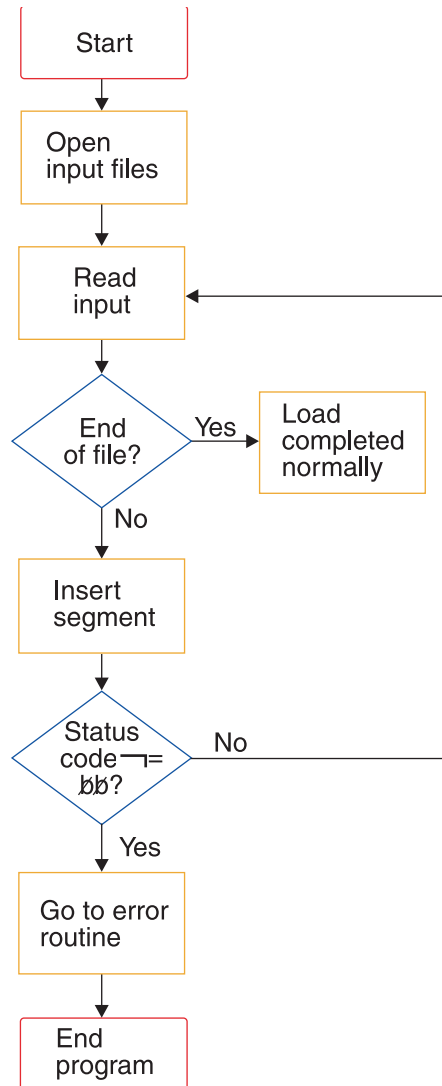 Start
Open
input files
Read
input
End
of file?
Yes
Load
completed
normally
No
Insert
segment
Status
code ¬=
b̸b̸?
No
Yes
Go to error
routine
End
program